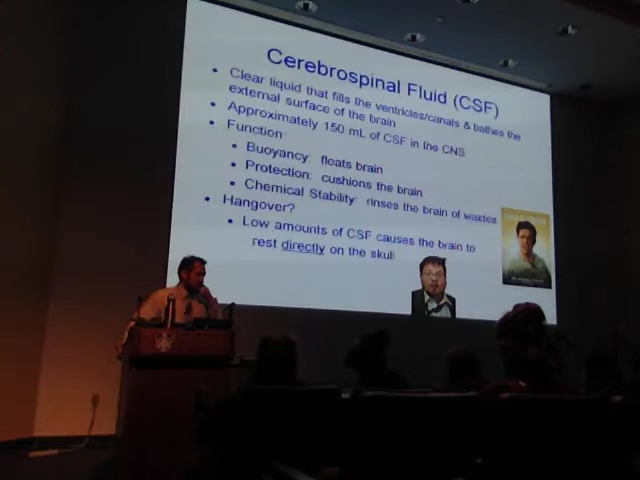 Cerebrospinal Fluid (CSF)
• Clear liquid that fills the ventricles/canals & bathes the
external surface of the brain
• Approximately 150 mL of CSF in the CNS
• Function:
• Buoyancy: floats brain
• Protection: cushions the brain
• Chemical Stability: rinses the brain of wastes
• Hangover?
• Low amounts of CSF causes the brain to
rest directly on the skull